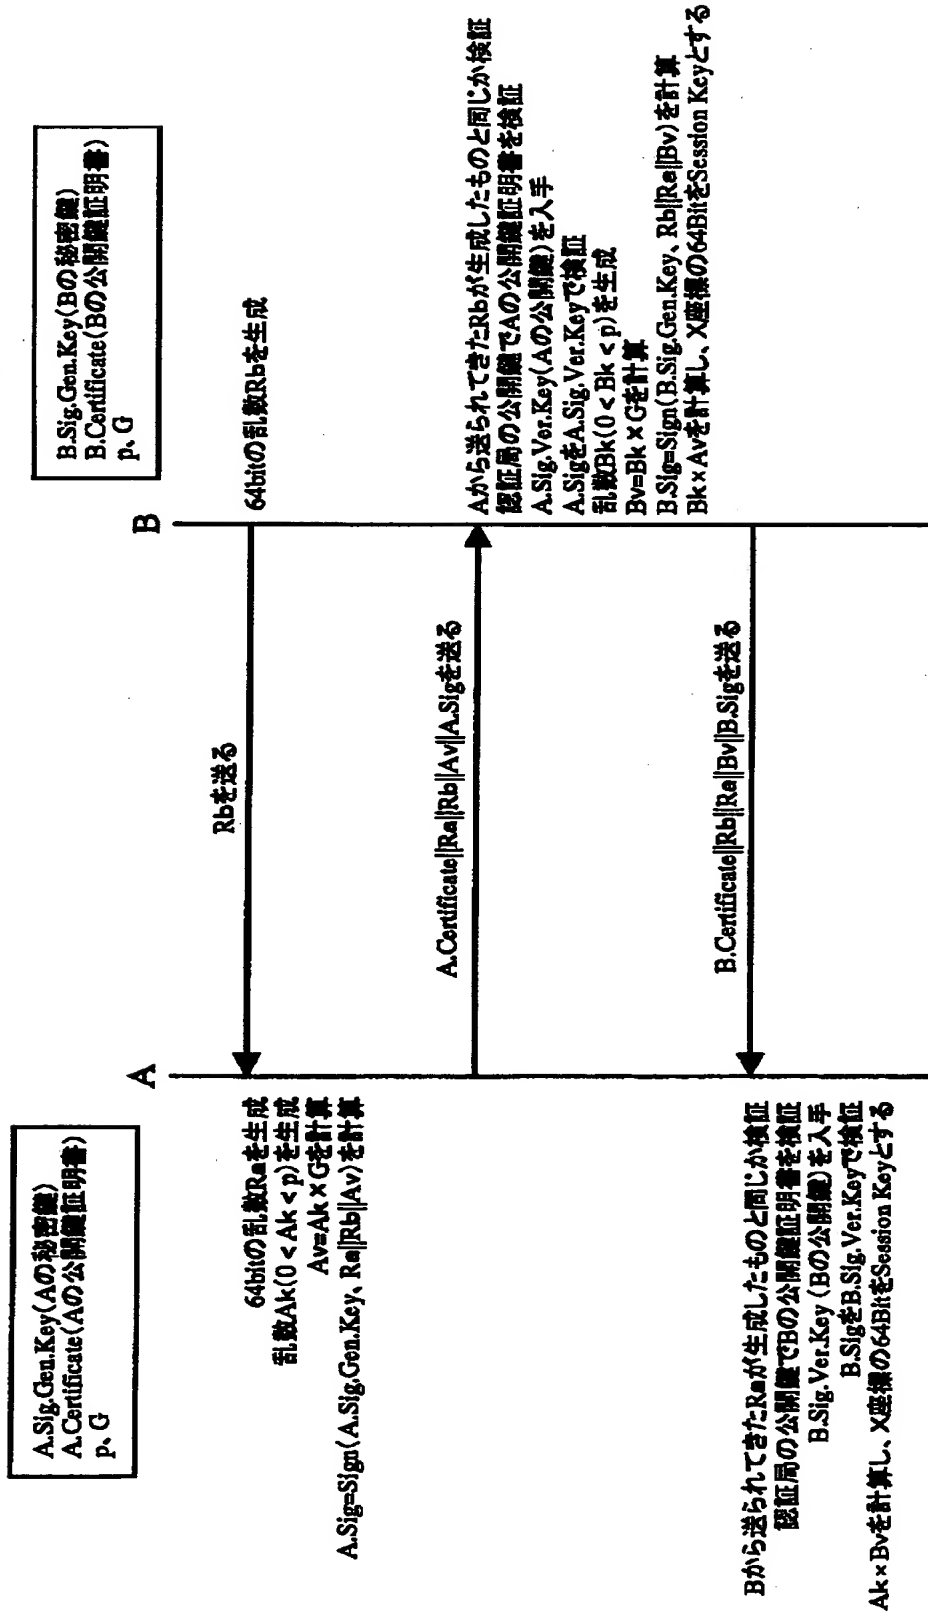 A.Sig.Gen.Key(Aの秘密鍵)
A.Certificate(Aの公開鍵証明書)
p、G
B.Sig.Gen.Key(Bの秘密鍵)
B.Certificate(Bの公開鍵証明書)
p、G
A
B
Rbを送る
64bitの乱数Rbを生成
64bitの乱数Raを生成
乱数Ak(0<Ak<p)を生成
Av=Ak×Gを計算
A.Sig=Sign(A.Sig.Gen.Key、Ra||Rb||Av)を計算
A.Certificate||Ra||Rb||Av||A.Sigを送る
Aから送られてきたRbが生成したものと同じか検証
認証局の公開鍵でAの公開鍵証明書を検証
A.Sig.Ver.Key(Aの公開鍵)を入手
A.SigをA.Sig.Ver.Keyで検証
乱数Bk(0<Bk<p)を生成
Bv=Bk×Gを計算
B.Sig=Sign(B.Sig.Gen.Key、Rb||Ra||Bv)を計算
Bk×Avを計算し、X座標の64BitをSession Keyとする
B.Certificate||Rb||Ra||Bv||B.Sigを送る
Bから送られてきたRaが生成したものと同じか検証
認証局の公開鍵でBの公開鍵証明書を検証
B.Sig.Ver.Key (Bの公開鍵)を入手
B.SigをB.Sig.Ver.Keyで検証
Ak×Bvを計算し、X座標の64BitをSession Keyとする